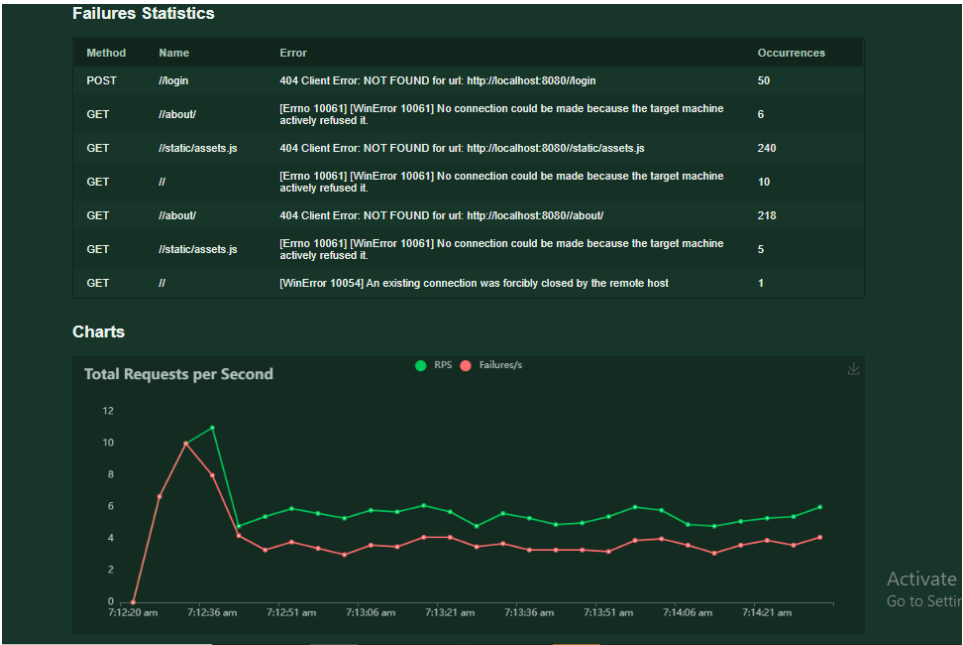 Failures Statistics
Method Name Error Occurrences
POST //login 404 Client Error: NOT FOUND for url: http://localhost:8080//login 50
GET //about/ [Errno 10061] [WinError 10061] No connection could be made because the target machine actively refused it. 6
GET //static/assets.js 404 Client Error: NOT FOUND for url: http://localhost:8080//static/assets.js 240
GET // [Errno 10061] [WinError 10061] No connection could be made because the target machine actively refused it. 10
GET //about/ 404 Client Error: NOT FOUND for url: http://localhost:8080//about/ 218
GET //static/assets.js [Errno 10061] [WinError 10061] No connection could be made because the target machine actively refused it. 5
GET // [WinError 10054] An existing connection was forcibly closed by the remote host 1
Charts
Total Requests per Second
RPS Failures/s
12
10
8
6
4
2
0
7:12:20 am 7:12:36 am 7:12:51 am 7:13:06 am 7:13:21 am 7:13:36 am 7:13:51 am 7:14:06 am 7:14:21 am
Activate
Go to Settin